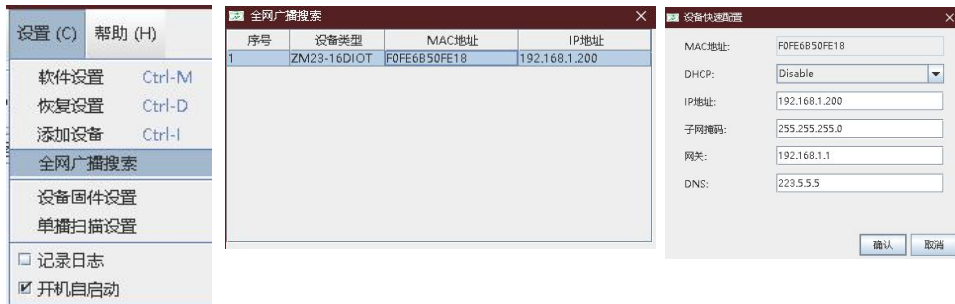 设置 (C) 帮助 (H)
软件设置 Ctrl-M
恢复设置 Ctrl-D
添加设备 Ctrl-I
全网广播搜索
设备固件设置
单播扫描设置
记录日志
开机自启动
全网广播搜索
序号 设备类型 MAC地址 IP地址
1 ZM23-16DIOT F0FE6B50FE18 192.168.1.200
设备快速配置
MAC地址: F0FE6B50FE18
DHCP: Disable
IP地址: 192.168.1.200
子网掩码: 255.255.255.0
网关: 192.168.1.1
DNS: 223.5.5.5
确认 取消